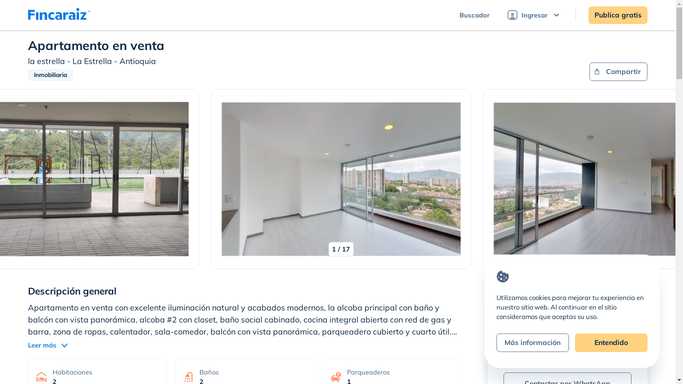 Fincaraiz
Buscador
Ingresar
Publica gratis
Apartamento en venta
la estrella - La Estrella - Antioquia
Inmobiliaria
Compartir
1 / 17
Descripción general
Apartamento en venta con excelente iluminación natural y acabados modernos, la alcoba principal con baño y
balcón con vista panorámica, alcoba #2 con closet, baño social cabinado, cocina integral abierta con red de gas y
barra, zona de ropas, calentador, sala-comedor, balcón con vista panorámica, parqueadero cubierto y cuarto útil,...
Leer más
Habitaciones
2
Baños
2
Parqueaderos
1
Utilizamos cookies para mejorar tu experiencia en
nuestro sitio web. Al continuar en el sitio
consideramos que aceptas su uso.
Más información
Entendido
Contactar por WhatsApp